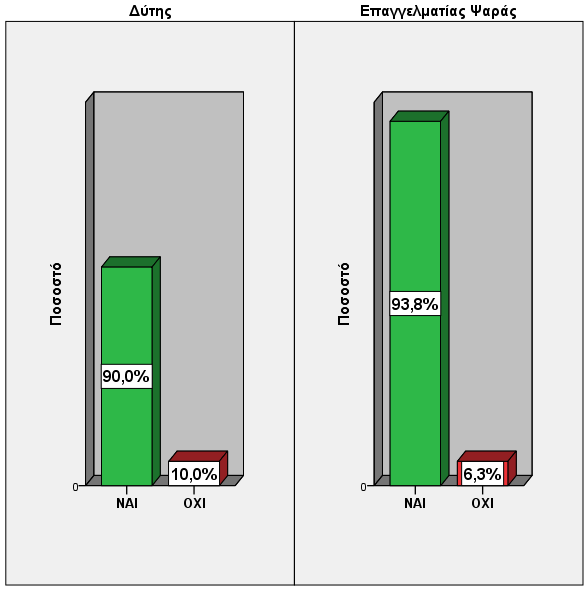 Δύτης
Επαγγελματίας Ψαράς
Ποσοστό
90,0%
10,0%
0
ΝΑΙ
ΟΧΙ
Ποσοστό
93,8%
6,3%
0
ΝΑΙ
ΟΧΙ